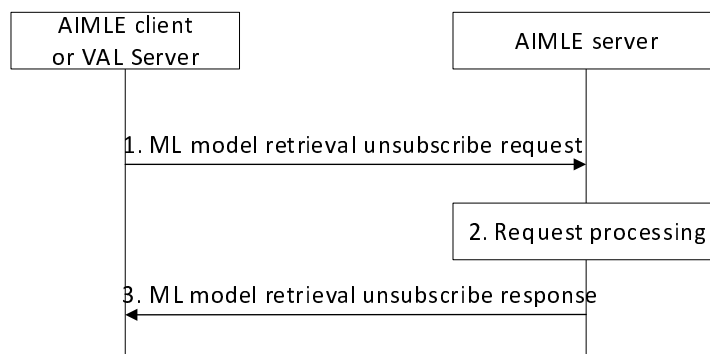 AIMLE client
or VAL Server
AIMLE server
1. ML model retrieval unsubscribe request
2. Request processing
3. ML model retrieval unsubscribe response